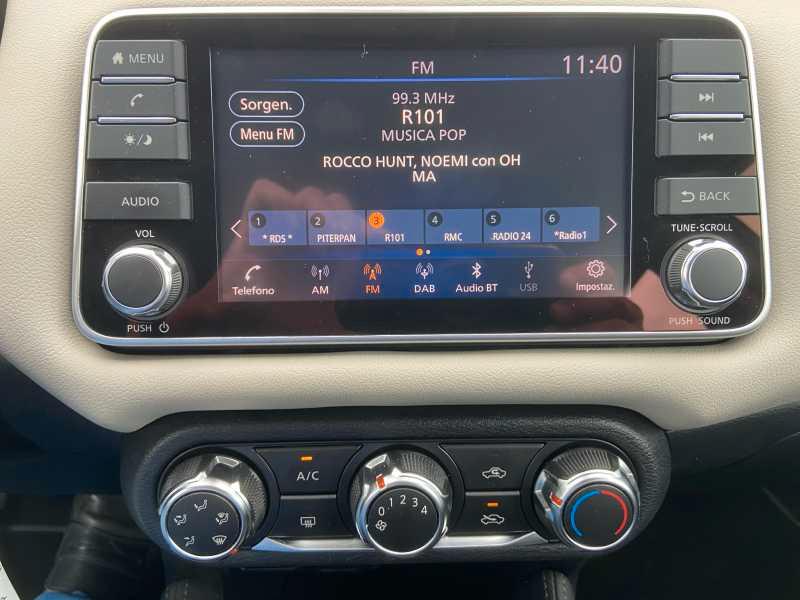 MENU
FM
11:40
Sorgen.
99.3 MHz
R101
Menu FM
MUSICA POP
ROCCO HUNT, NOEMI con OH
MA
AUDIO
BACK
VOL
TUNE·SCROLL
1 2 3 4 5 6
*RDS* PITERPAN R101 RMC RADIO 24 *Radio1
Telefono AM FM DAB Audio BT USB Impostaz.
PUSH
PUSH SOUND
A/C
0 1 2 3 4